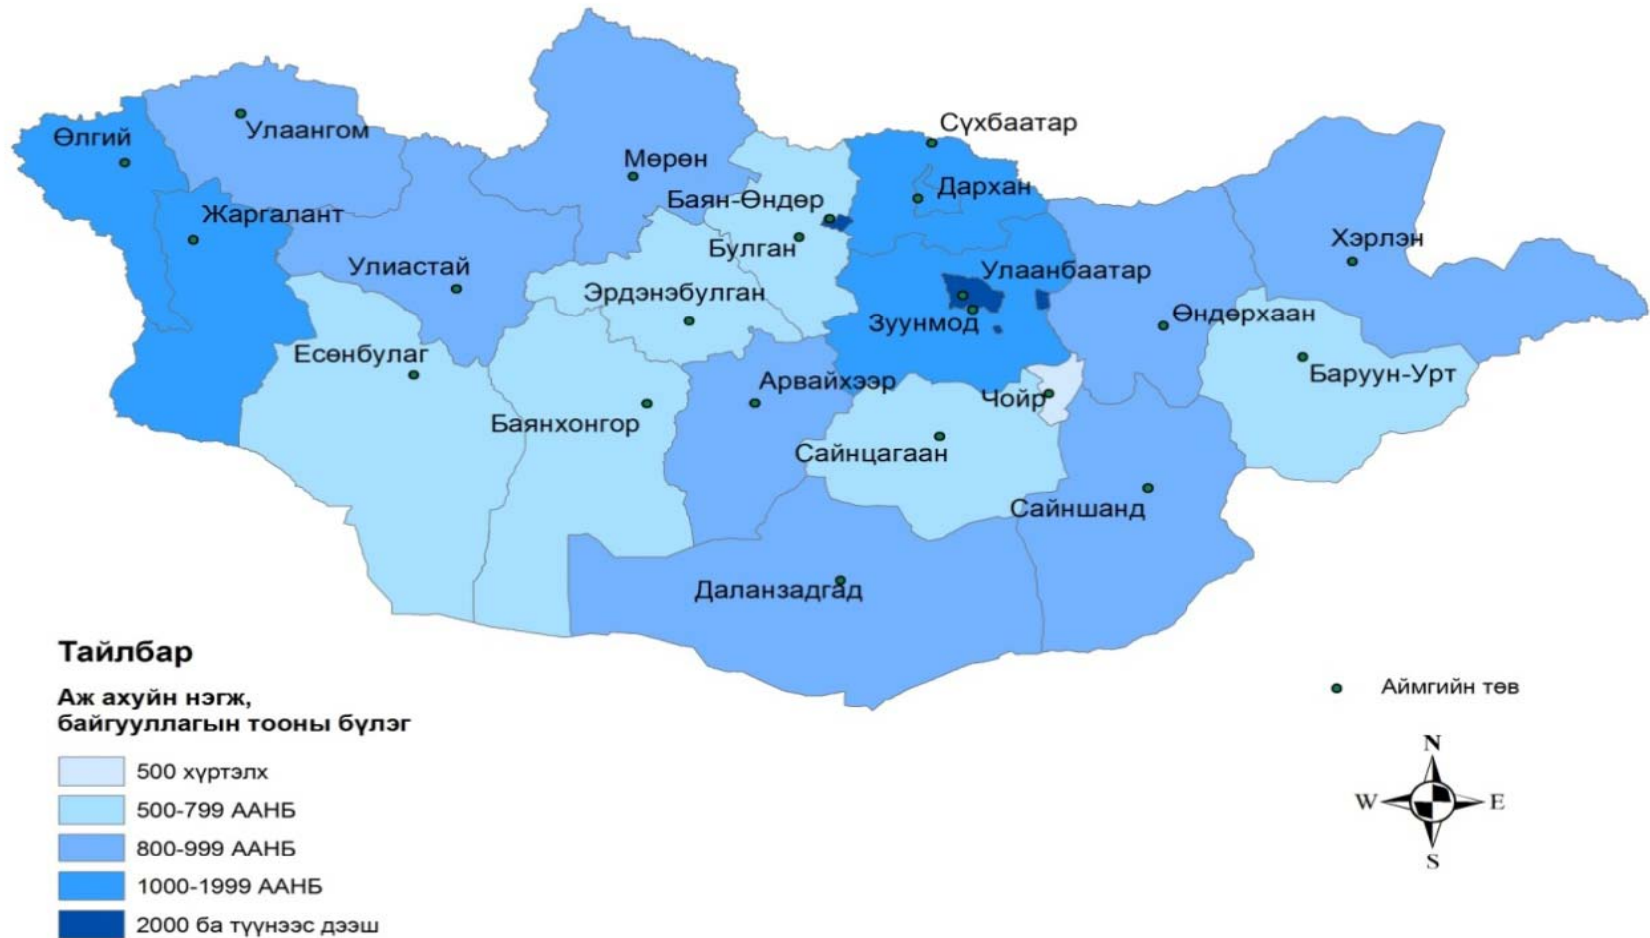 Сүхбаатар
Өлгий
Улаангом
Мөрөн
Дархан
Баян-Өндөр
Жаргалант
Булган
Хэрлэн
Улиастай
Улаанбаатар
Эрдэнэбулган
Зуунмод
Өндөрхаан
Есөнбулаг
Арвайхээр
Баруун-Урт
Чойр
Баянхонгор
Сайнцагаан
Сайншанд
Даланзадгад
Тайлбар
Аж ахуйн нэгж,
байгууллагын тооны бүлэг
500 хүртэлх
500-799 ААНБ
800-999 ААНБ
1000-1999 ААНБ
2000 ба түүнээс дээш
Аймгийн төв
N
W E
S